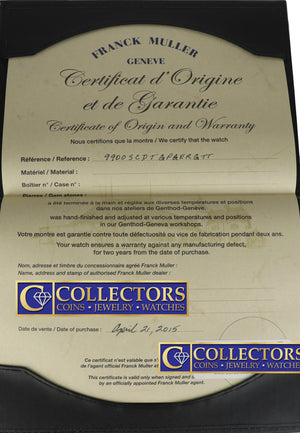 FRANCK MULLER
GENEVE
Certificat d'Origine
et de Garantie
Certificate of Origin and Warranty
Nous certifions que la montre / We certify that the watch
Référence / Reference :
Matériel / Material :
Boîtier n° / Case n° :
a été terminée à la main et réglée aux diverses températures et positions
dans nos ateliers de Genthod-Genève.
was hand-finished and adjusted at various temperatures and positions
in our Genthod-Geneva workshops.
Votre montre est garantie contre toute défectuosité ou vice de fabrication pendant deux ans.
Your watch ensures a warranty against any manufacturing defect,
for two years from the date of purchase.
Nom, adresse et timbre du concessionnaire agréé Franck Muller :
Name, address and stamp of authorised Franck Muller dealer :
COLLECTORS
COINS • JEWELRY • WATCHES
Date de vente / Date of purchase : April 21, 2015
COLLECTORS
COINS • JEWELRY • WATCHES
Ce certificat n'est valable que
de l'agent officiel Franck M
This certificate is valid only when signed and
by an officially appointed Franck Muller agent.